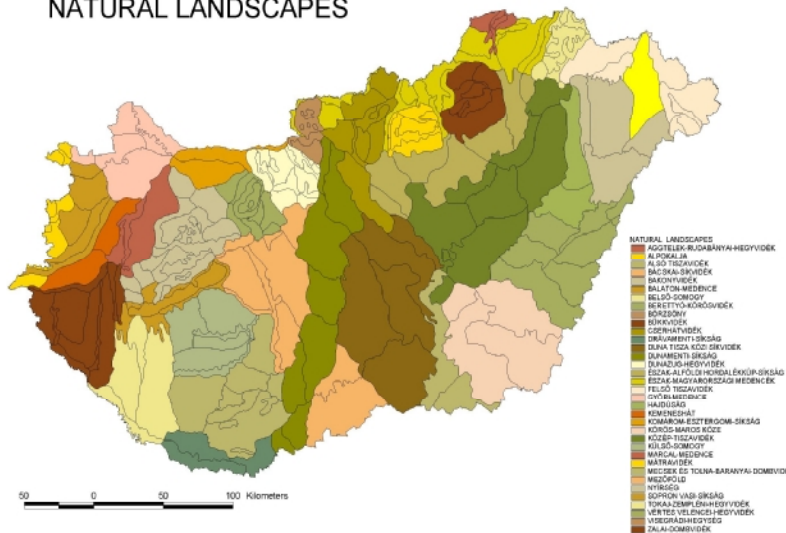 NATURAL LANDSCAPES
NATURAL LANDSCAPES
AGGTELEK-RUDABÁNYAI-HEGYVIDÉK
ALPOKALJA
ALSÓ TISZAVIDÉK
BÁCSKAI-SÍKVIDÉK
BAKONYVIDÉK
BALATON-MEDENCE
BELSŐ-SOMOGY
BERETTYÓ-KÖRÖSVIDÉK
BÖRZSÖNY
BÜKKVIDÉK
CSERHÁTVIDÉK
DRÁVAMENTI-SÍKSÁG
DUNA TISZA KÖZI SÍKVIDÉK
DUNAMENTI-SÍKSÁG
DUNAZUG-HEGYVIDÉK
ÉSZAK-ALFÖLDI HORDALÉKKÚP-SÍKSÁG
ÉSZAK-MAGYARORSZÁGI MEDENCÉK
FELSŐ TISZAVIDÉK
GYŐRI-MEDENCE
HAJDÚSÁG
KEMENESHÁT
KOMÁROM-ESZTERGOMI-SÍKSÁG
KÖRÖS-MAROS KÖZE
KÖZÉP-TISZAVIDÉK
KÜLSŐ-SOMOGY
MARCAL-MEDENCE
MÁTRAVIDÉK
MECSEK ÉS TOLNA-BARANYAI-DOMBVID
MEZŐFÖLD
NYÍRSÉG
SOPRON VASI-SÍKSÁG
TOKAJ-ZEMPLÉNI-HEGYVIDÉK
VÉRTES VELENCEI-HEGYVIDÉK
VISEGRÁDI-HEGYSÉG
ZALAI-DOMBVIDÉK
50 0 50 100 Kilometers